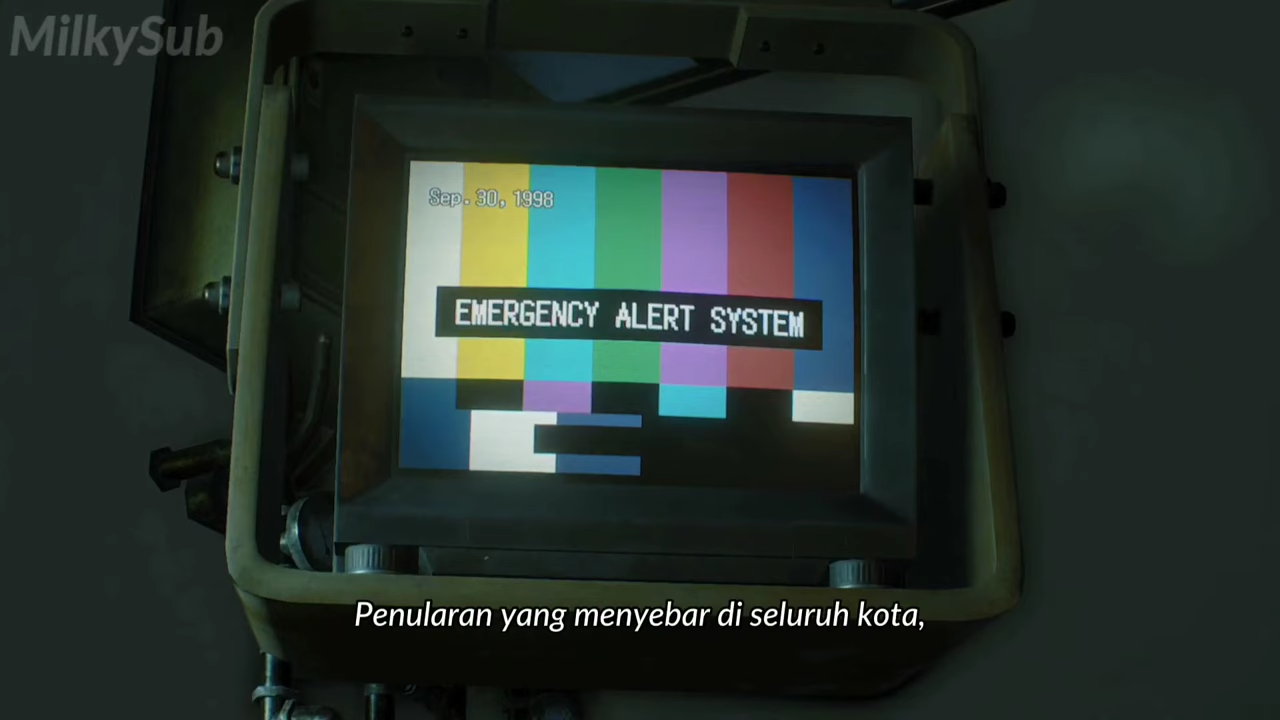 MilkySub
Sep. 30, 1998
EMERGENCY ALERT SYSTEM
Penularan yang menyebar di seluruh kota,